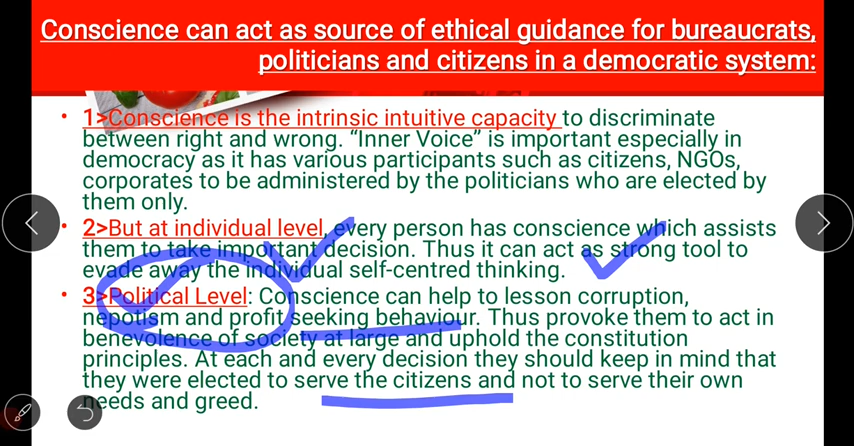 Conscience can act as source of ethical guidance for bureaucrats,
politicians and citizens in a democratic system:
• 1>Conscience is the intrinsic intuitive capacity to discriminate
between right and wrong. “Inner Voice” is important especially in
democracy as it has various participants such as citizens, NGOs,
corporates to be administered by the politicians who are elected by
them only.
• 2>But at individual level, every person has conscience which assists
them to take important decision. Thus it can act as strong tool to
evade away the individual self-centred thinking.
• 3>Political Level: Conscience can help to lesson corruption,
nepotism and profit seeking behaviour. Thus provoke them to act in
benevolence of society at large and uphold the constitution
principles. At each and every decision they should keep in mind that
they were elected to serve the citizens and not to serve their own
needs and greed.